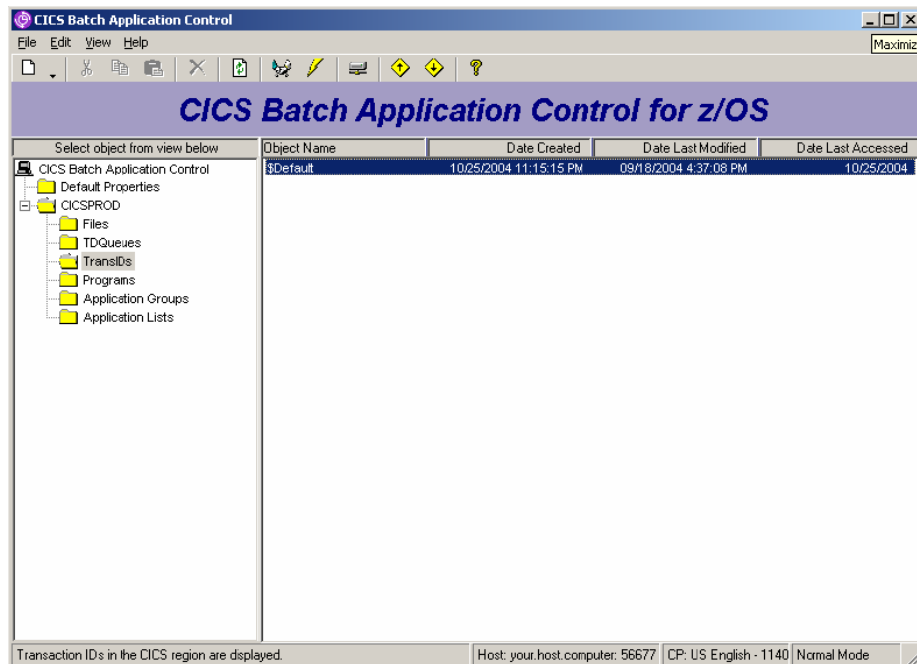 CICS Batch Application Control
File Edit View Help
Maximiz
CICS Batch Application Control for z/OS
Select object from view below
Object Name Date Created Date Last Modified Date Last Accessed
CICS Batch Application Control
$Default 10/25/2004 11:15:15 PM 09/18/2004 4:37:08 PM 10/25/2004
Default Properties
CICSPROD
Files
TDQueues
TransIDs
Programs
Application Groups
Application Lists
Transaction IDs in the CICS region are displayed. Host: your.host.computer: 56677 CP: US English - 1140 Normal Mode